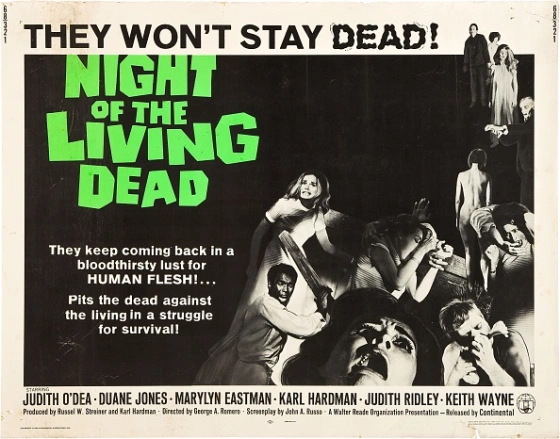 THEY WON'T STAY DEAD!
NIGHT
OF THE
LIVING
DEAD
They keep coming back in a
bloodthirsty lust for
HUMAN FLESH!...
Pits the dead against
the living in a struggle
for survival!
STARRING
JUDITH O'DEA · DUANE JONES · MARYLYN EASTMAN · KARL HARDMAN · JUDITH RIDLEY · KEITH WAYNE
Produced by Russel W. Streiner and Karl Hardman · Directed by George A. Romero · Screenplay by John A. Russo · A Walter Reade Organization Presentation — Released by Continental